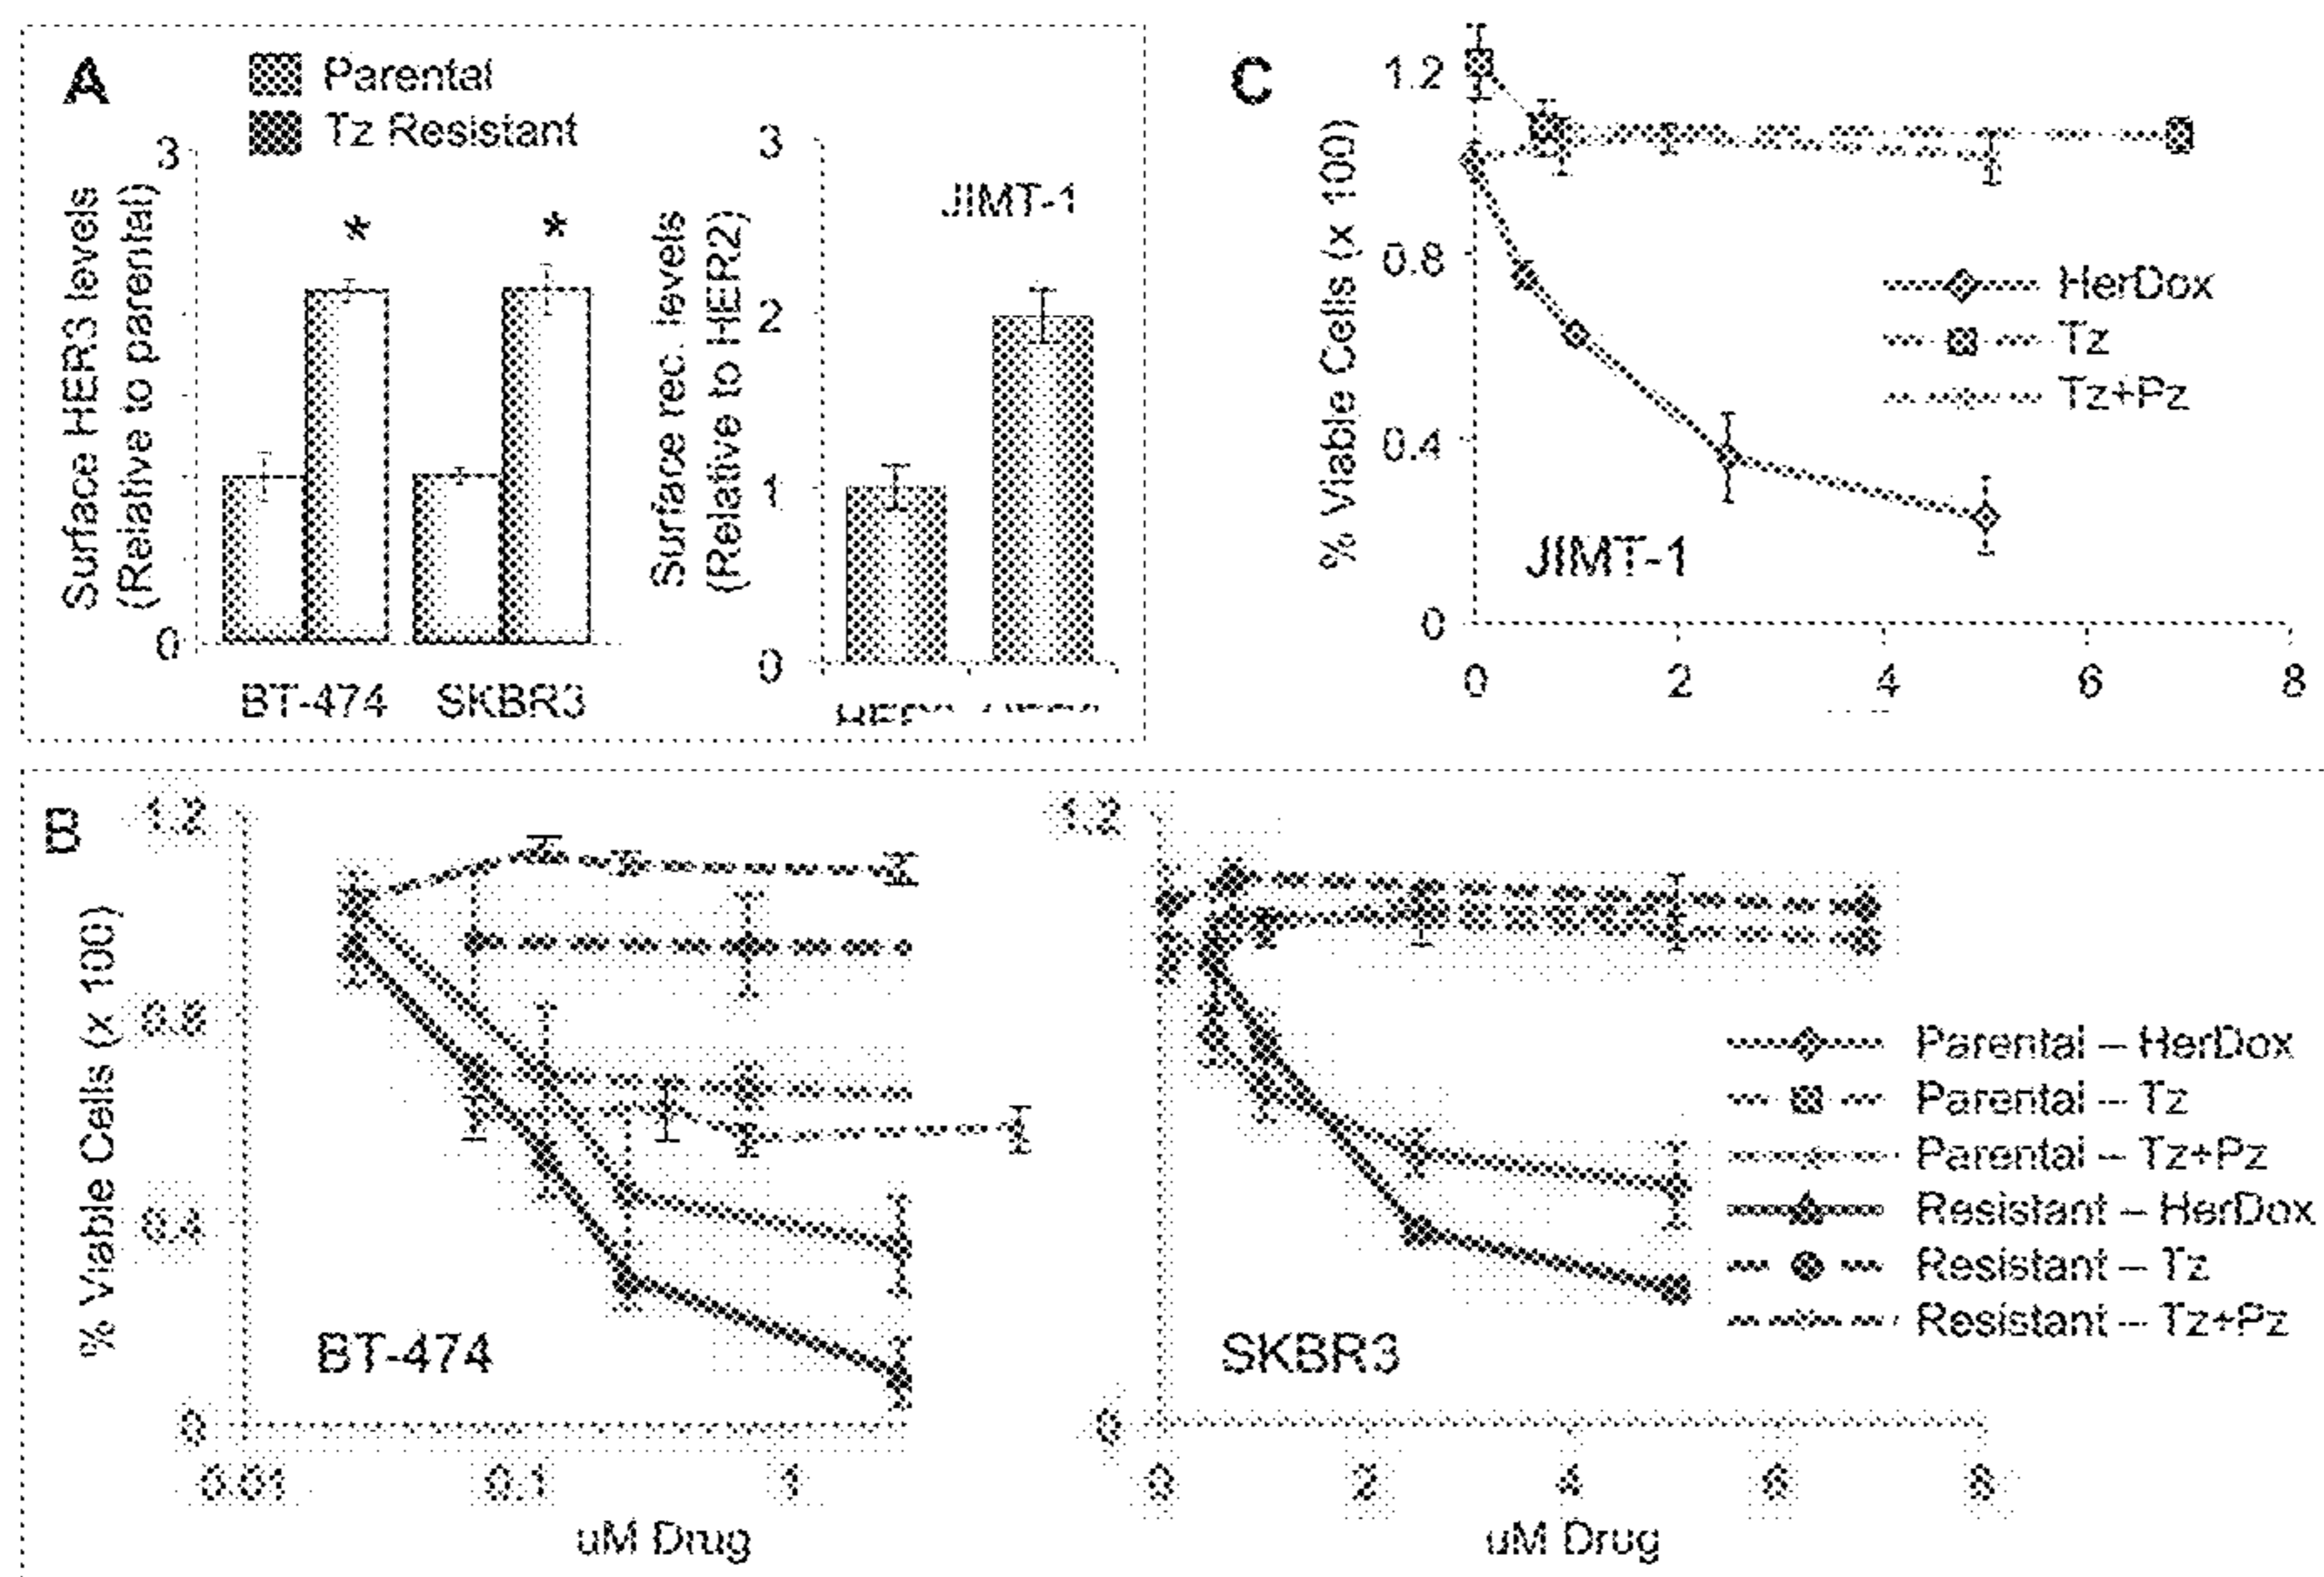 A
Parental
Tz Resistant
Surface HER3 levels
(Relative to parental)
3
0
*
*
BT-474
SKBR3
Surface rec. levels
(Relative to HER2)
3
2
1
0
JIMT-1
C
% Viable Cells (x 100)
1.2
0.8
0.4
0
HerDox
Tz
Tz+Pz
JIMT-1
0 2 4 6 8
B
% Viable Cells (x 100)
1.2
0.8
0.4
0
BT-474
0.01 0.1 1
uM Drug
1.2
0
SKBR3
0 2 4 6 8
uM Drug
Parental – HerDox
Parental – Tz
Parental – Tz+Pz
Resistant – HerDox
Resistant – Tz
Resistant – Tz+Pz